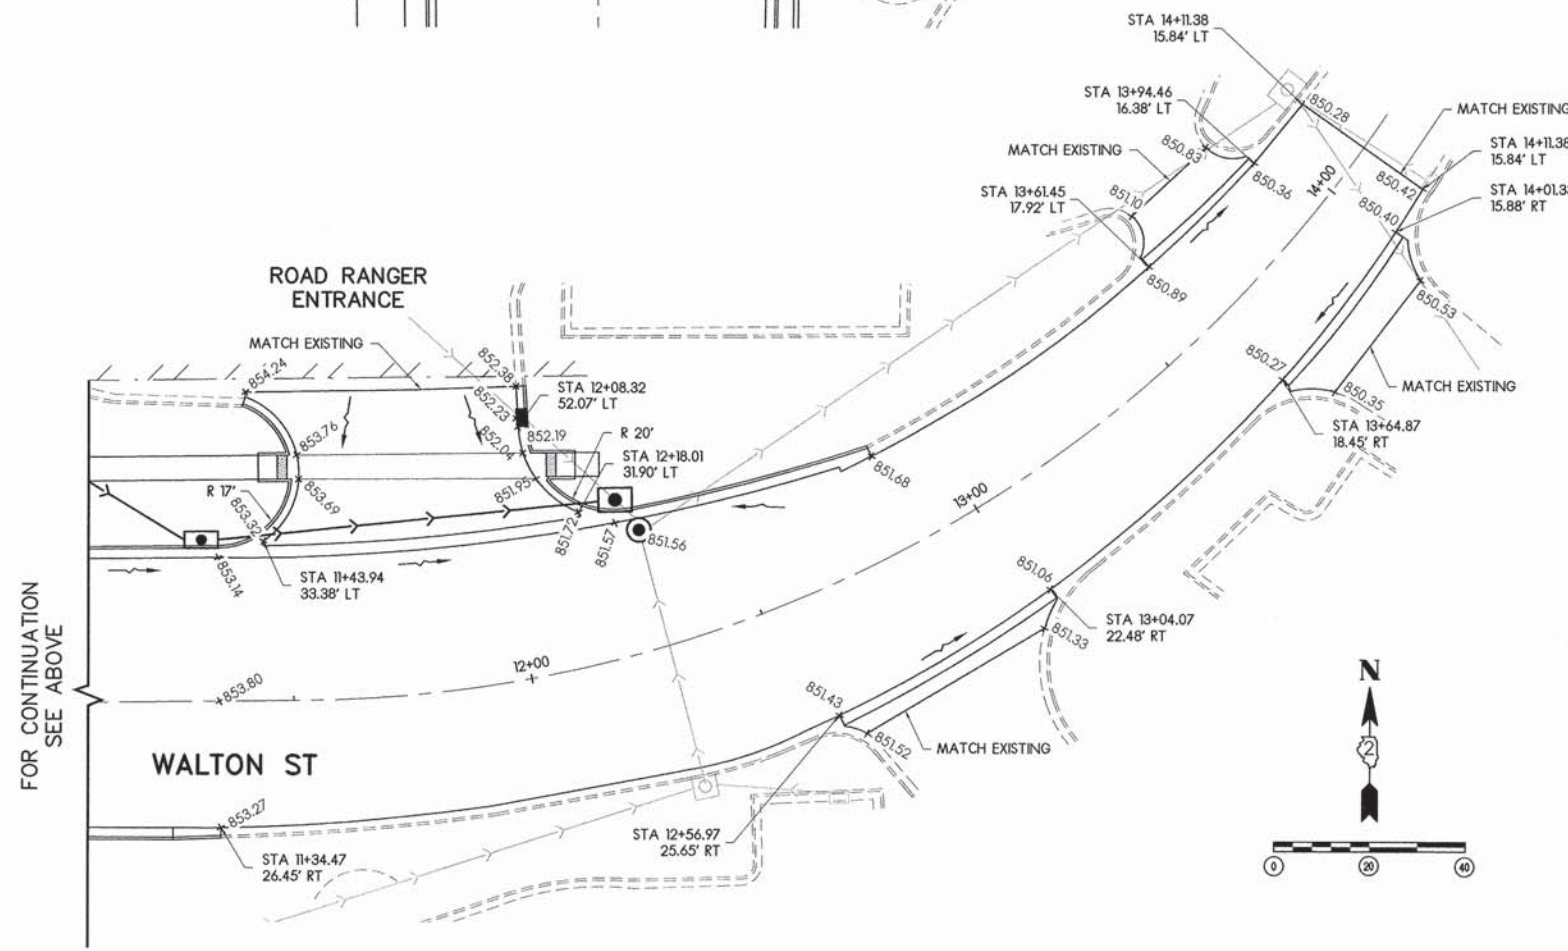 STA 14+11.38
15.84' LT
STA 13+94.46
16.38' LT
850.28
MATCH EXISTING
MATCH EXISTING
850.83
STA 14+11.38
15.84' LT
STA 13+61.45
17.92' LT
851.10
850.36
14+00
850.42
850.40
STA 14+01.33
15.88' RT
ROAD RANGER
ENTRANCE
850.89
850.53
MATCH EXISTING
854.24
852.38
852.23
STA 12+08.32
52.07' LT
850.27
850.35
MATCH EXISTING
853.76
852.04
852.19
R 20'
STA 12+18.01
31.90' LT
STA 13+64.87
18.45' RT
851.68
R 17'
853.69
851.95
853.32
851.72
851.57
851.56
13+00
853.14
STA 11+43.94
33.38' LT
851.06
STA 13+04.07
22.48' RT
851.33
FOR CONTINUATION
SEE ABOVE
12+00
853.80
851.43
N
2
WALTON ST
851.52
MATCH EXISTING
853.27
STA 12+56.97
25.65' RT
STA 11+34.47
26.45' RT
0 20 40